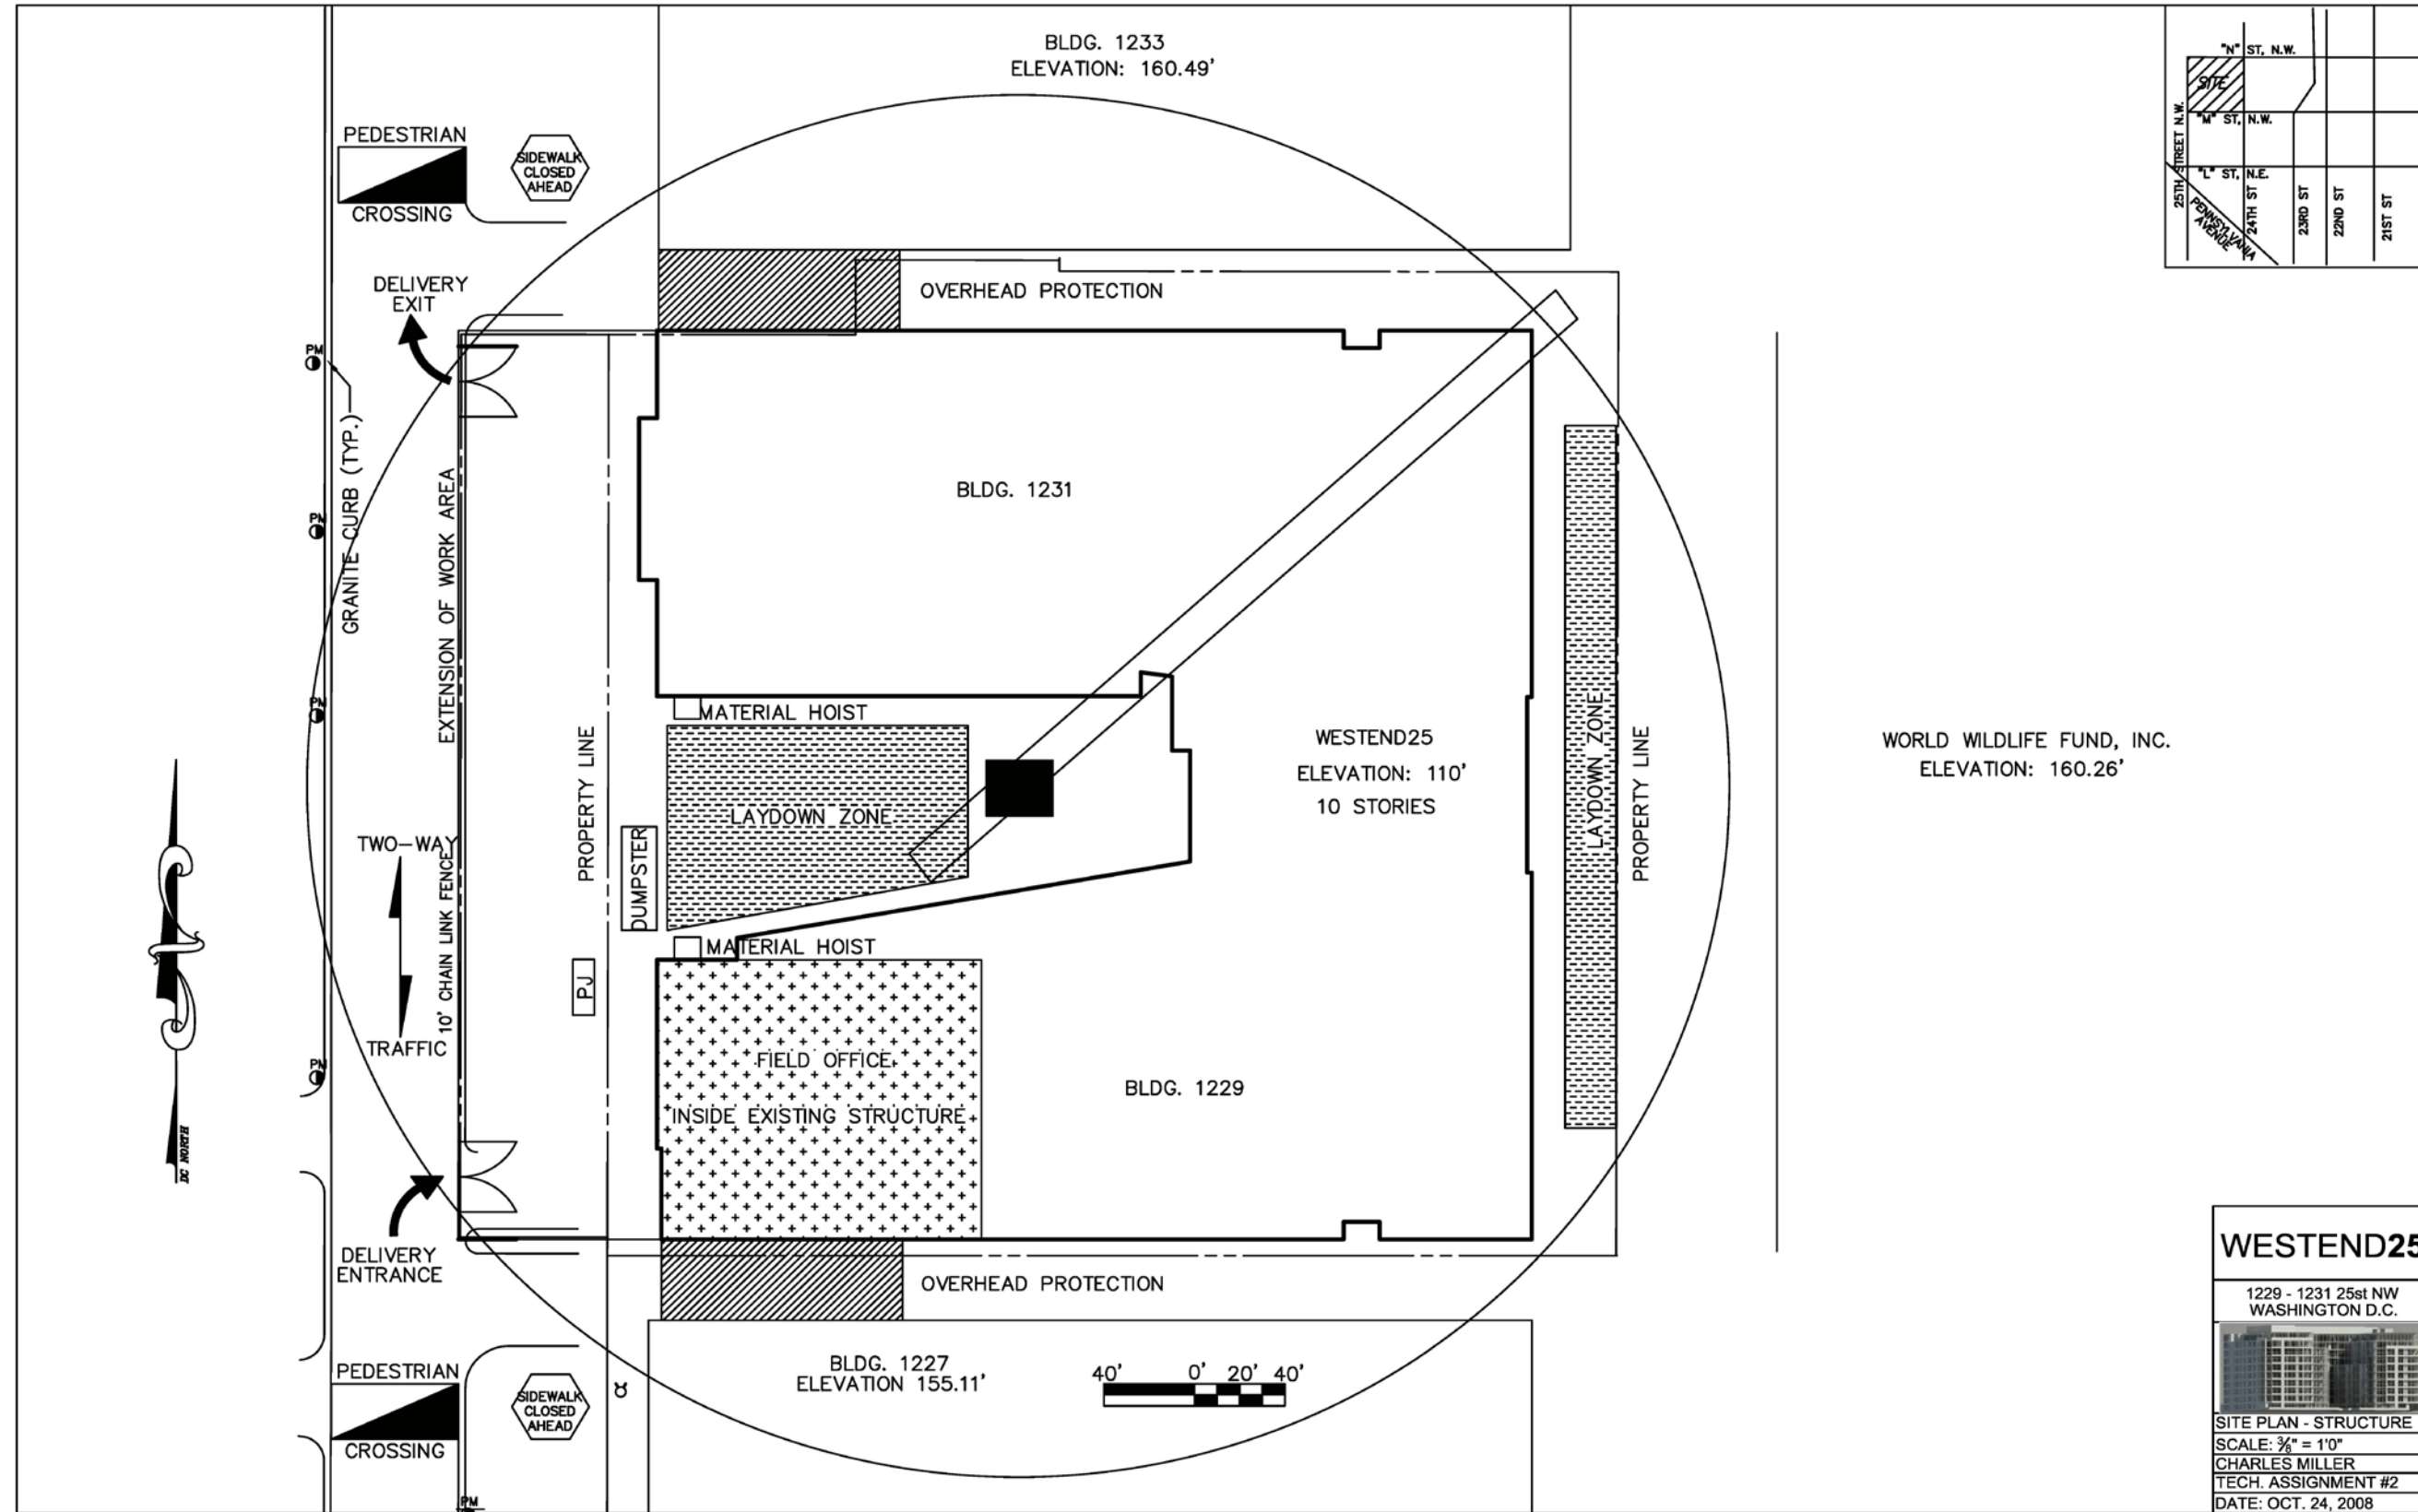 BLDG. 1233
ELEVATION: 160.49'
"N" ST, N.W.
SITE
"M" ST, N.W.
25TH STREET N.W.
"L" ST, N.E.
PENNSYLVANIA
AVENUE
24TH ST
23RD ST
22ND ST
21ST ST
PEDESTRIAN
CROSSING
SIDEWALK
CLOSED
AHEAD
DELIVERY
EXIT
OVERHEAD PROTECTION
PM
GRANITE CURB (TYP.)
PM
PM
EXTENSION OF WORK AREA
BLDG. 1231
MATERIAL HOIST
PROPERTY LINE
LAYDOWN ZONE
DUMPSTER
WESTEND25
ELEVATION: 110'
10 STORIES
LAYDOWN ZONE
PROPERTY LINE
WORLD WILDLIFE FUND, INC.
ELEVATION: 160.26'
TWO-WAY
TRAFFIC
10' CHAIN LINK FENCE
MATERIAL HOIST
PJ
PM
FIELD OFFICE
INSIDE EXISTING STRUCTURE
BLDG. 1229
DC NORTH
DELIVERY
ENTRANCE
OVERHEAD PROTECTION
BLDG. 1227
ELEVATION 155.11'
40' 0' 20' 40'
PEDESTRIAN
CROSSING
SIDEWALK
CLOSED
AHEAD
PM
WESTEND25
1229 - 1231 25st NW
WASHINGTON D.C.
SITE PLAN - STRUCTURE
SCALE: ⅜" = 1'0"
CHARLES MILLER
TECH. ASSIGNMENT #2
DATE: OCT. 24, 2008